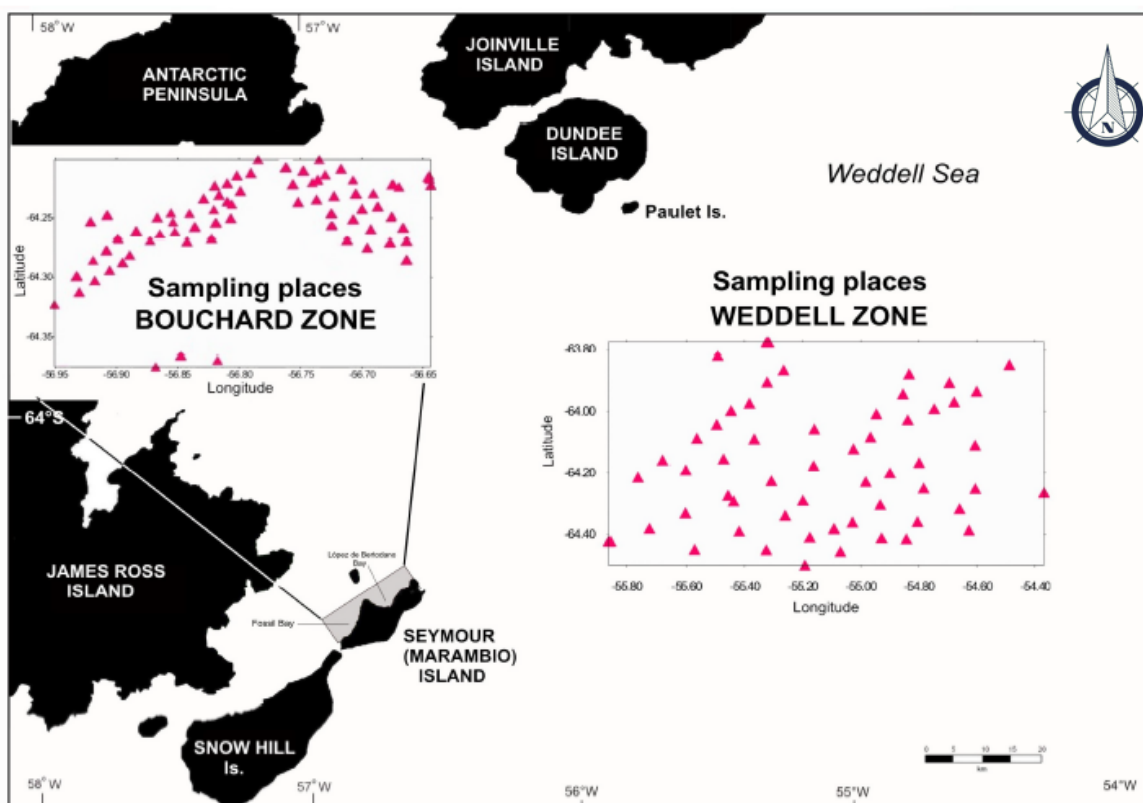 58° W
57° W
ANTARCTIC
PENINSULA
JOINVILLE
ISLAND
DUNDEE
ISLAND
Paulet Is.
Weddell Sea
N
Latitude
-64.25
-64.30
-64.35
Sampling places
BOUCHARD ZONE
-56.95 -56.90 -56.85 -56.80 -56.75 -56.70 -56.65
Longitude
Sampling places
WEDDELL ZONE
Latitude
-63.80
-64.00
-64.20
-64.40
-55.80 -55.60 -55.40 -55.20 -55.00 -54.80 -54.60 -54.40
Longitude
64°S
JAMES ROSS
ISLAND
López de Bertodano
Bay
Fossil Bay
SEYMOUR
(MARAMBIO)
ISLAND
SNOW HILL
Is.
0 5 10 15 20
km
58° W
57° W
56° W
55° W
54° W